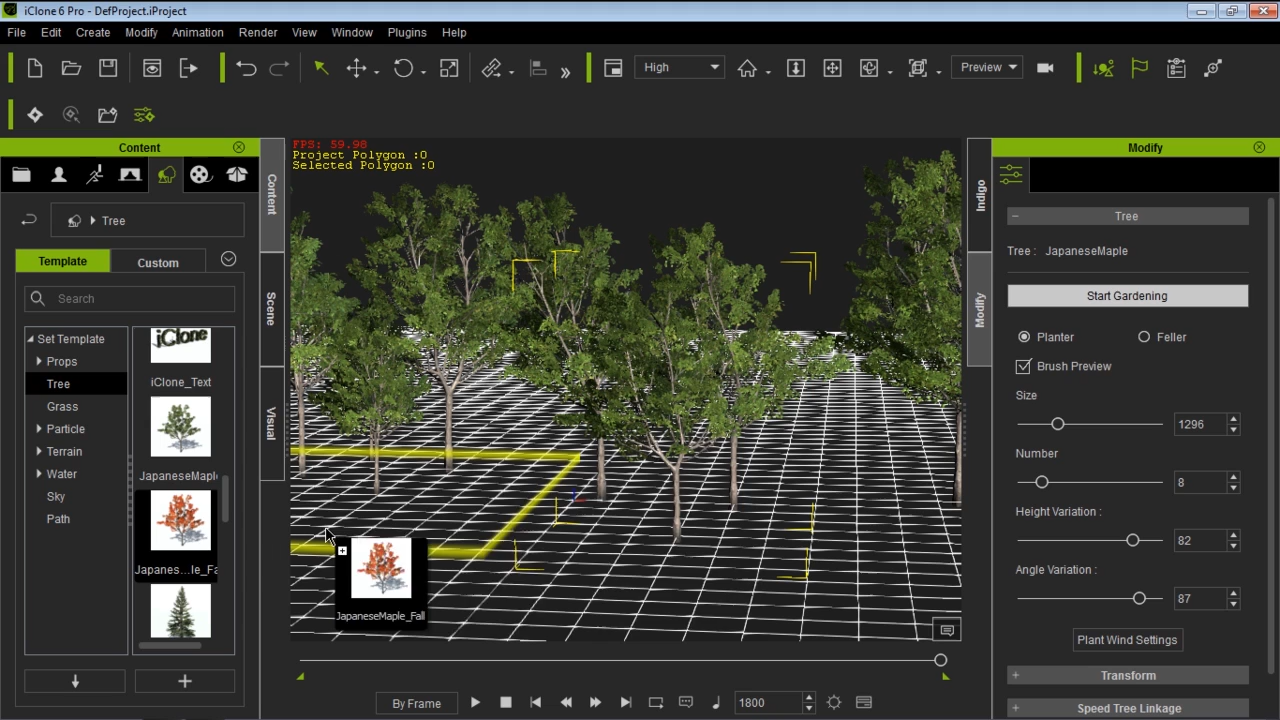 iClone 6 Pro - DefProject.iProject
File Edit Create Modify Animation Render View Window Plugins Help
High
Preview
Content
Modify
FPS: 59.98
Project Polygon :0
Selected Polygon :0
Content
Scene
Visual
Indigo
Modify
Tree
Template
Custom
Search
Set Template
Props
Tree
Grass
Particle
Terrain
Water
Sky
Path
iClone
iClone_Text
JapaneseMaple
Japanes...le_Fa
JapaneseMaple_Fall
Tree
Tree : JapaneseMaple
Start Gardening
Planter
Feller
Brush Preview
Size
1296
Number
8
Height Variation :
82
Angle Variation :
87
Plant Wind Settings
Transform
Speed Tree Linkage
By Frame
1800